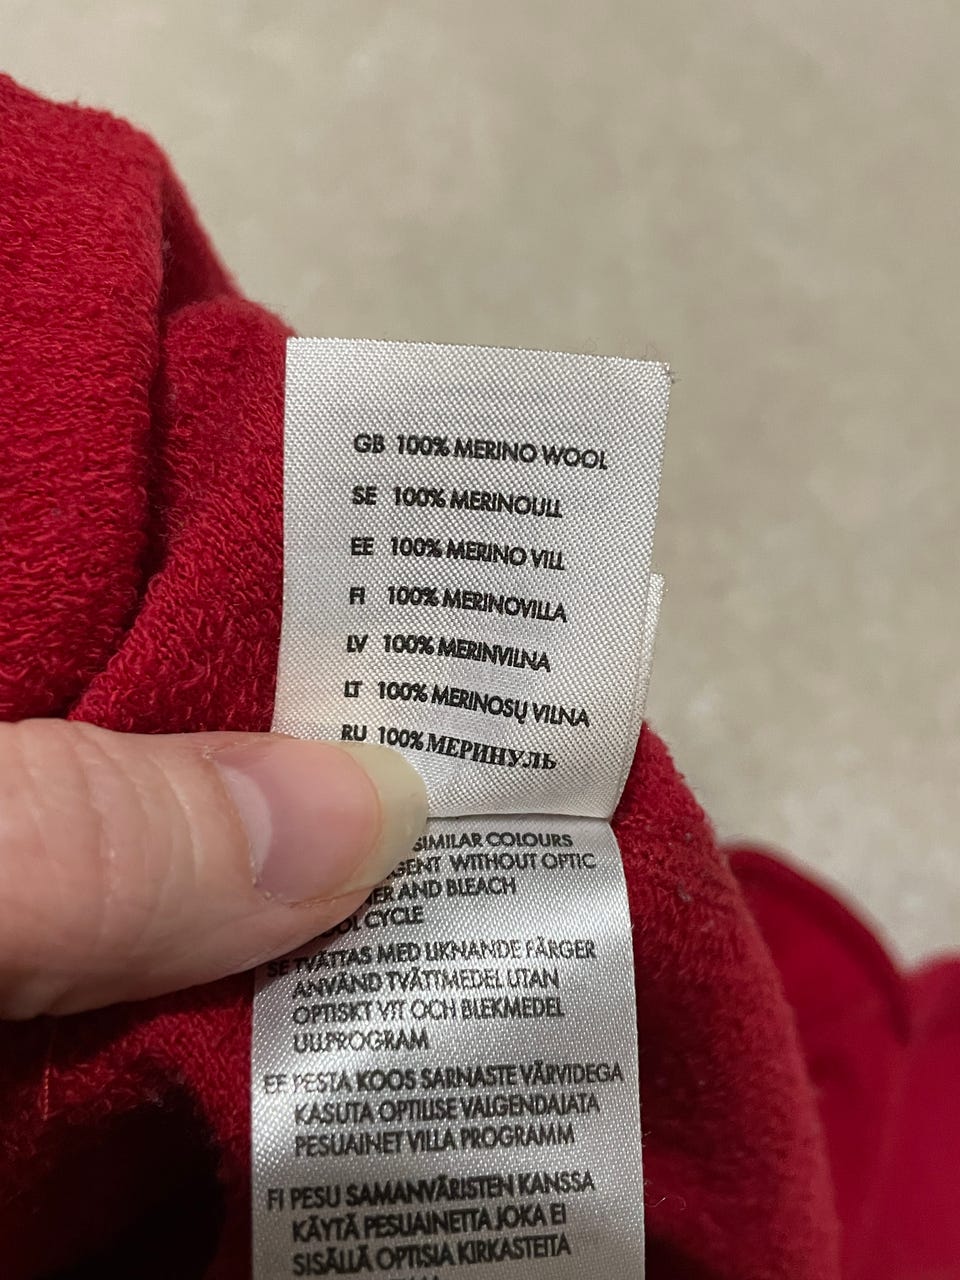 GB 100% MERINO WOOL
SE 100% MERINOULL
EE 100% MERINO VILL
FI 100% MERINOVILLA
LV 100% MERINVILNA
LT 100% MERINOSŲ VILNA
RU 100% МЕРИНУЛЬ
SIMILAR COLOURS
WITHOUT OPTIC
AND BLEACH
CYCLE
SE TVÄTTAS MED LIKNANDE FÄRGER
ANVÄND TVÄTTMEDEL UTAN
OPTISKT VIT OCH BLEKMEDEL
ULLPROGRAM
EE PESTA KOOS SARNASTE VÄRVIDEGA
KASUTA OPTILISE VALGENDAJATA
PESUAINET VILLA PROGRAMM
FI PESU SAMANVÄRISTEN KANSSA
KÄYTÄ PESUAINETTA JOKA EI
SISÄLLÄ OPTISIA KIRKASTEITA